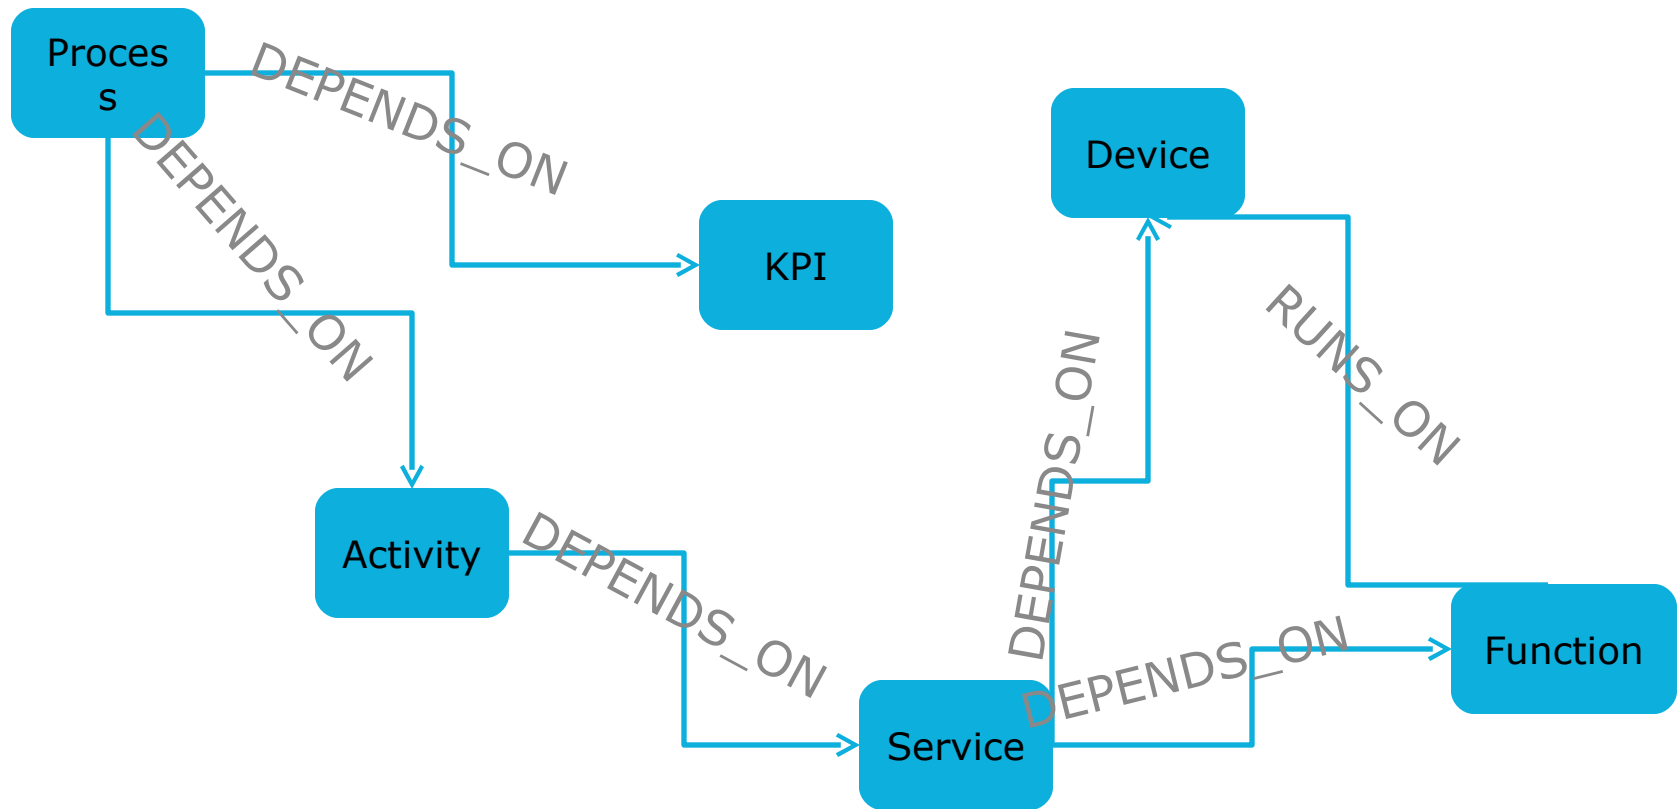 Proces
s
DEPENDS_ON
DEPENDS_ON
Device
KPI
RUNS_ON
DEPENDS_ON
Activity
DEPENDS_ON
DEPENDS_ON
Function
Service